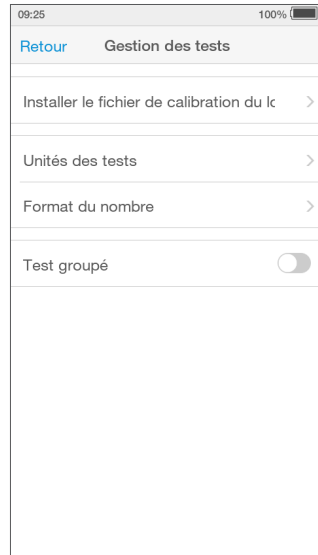 09:25 100%
Retour Gestion des tests
Installer le fichier de calibration du lo
Unités des tests
Format du nombre
Test groupé